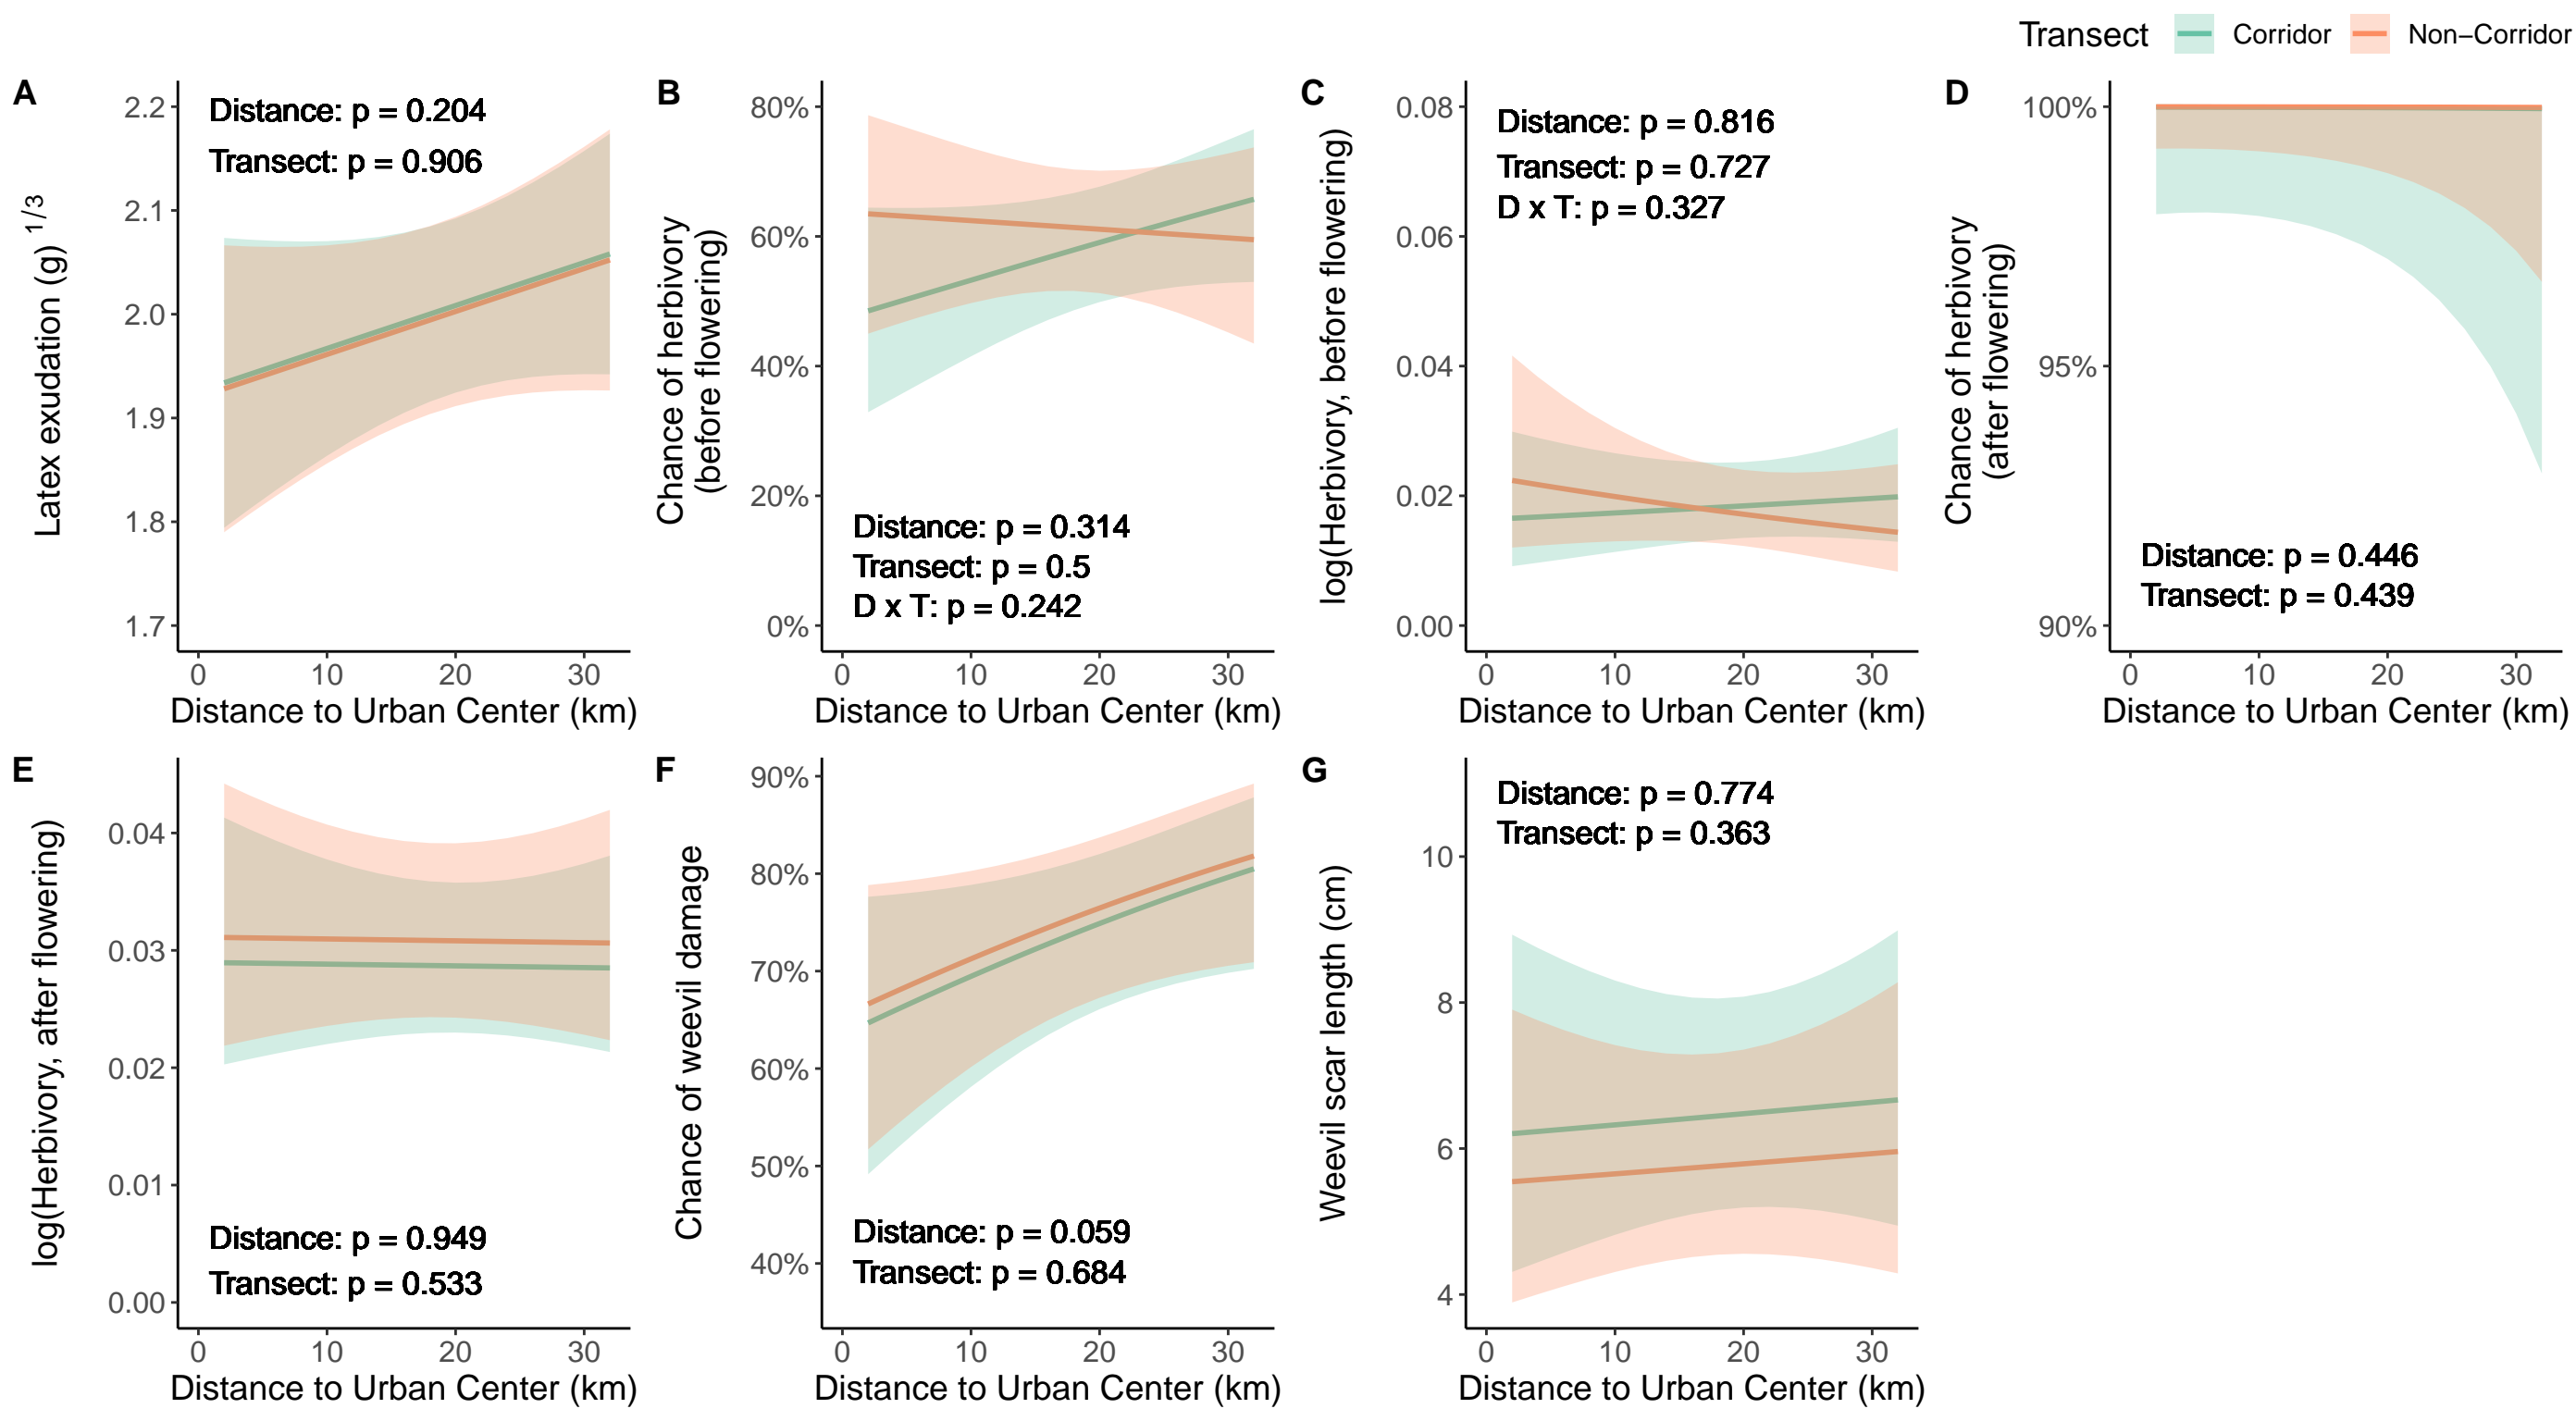 Transect Corridor Non−Corridor
A
Latex exudation (g) 1/3
2.2
2.1
2.0
1.9
1.8
1.7
Distance: p = 0.204
Transect: p = 0.906
0 10 20 30
Distance to Urban Center (km)
B
Chance of herbivory
(before flowering)
80%
60%
40%
20%
0%
Distance: p = 0.314
Transect: p = 0.5
D x T: p = 0.242
0 10 20 30
Distance to Urban Center (km)
C
log(Herbivory, before flowering)
0.08
0.06
0.04
0.02
0.00
Distance: p = 0.816
Transect: p = 0.727
D x T: p = 0.327
0 10 20 30
Distance to Urban Center (km)
D
Chance of herbivory
(after flowering)
100%
95%
90%
Distance: p = 0.446
Transect: p = 0.439
0 10 20 30
Distance to Urban Center (km)
E
log(Herbivory, after flowering)
0.04
0.03
0.02
0.01
0.00
Distance: p = 0.949
Transect: p = 0.533
0 10 20 30
Distance to Urban Center (km)
F
Chance of weevil damage
90%
80%
70%
60%
50%
40%
Distance: p = 0.059
Transect: p = 0.684
0 10 20 30
Distance to Urban Center (km)
G
Weevil scar length (cm)
10
8
6
4
Distance: p = 0.774
Transect: p = 0.363
0 10 20 30
Distance to Urban Center (km)